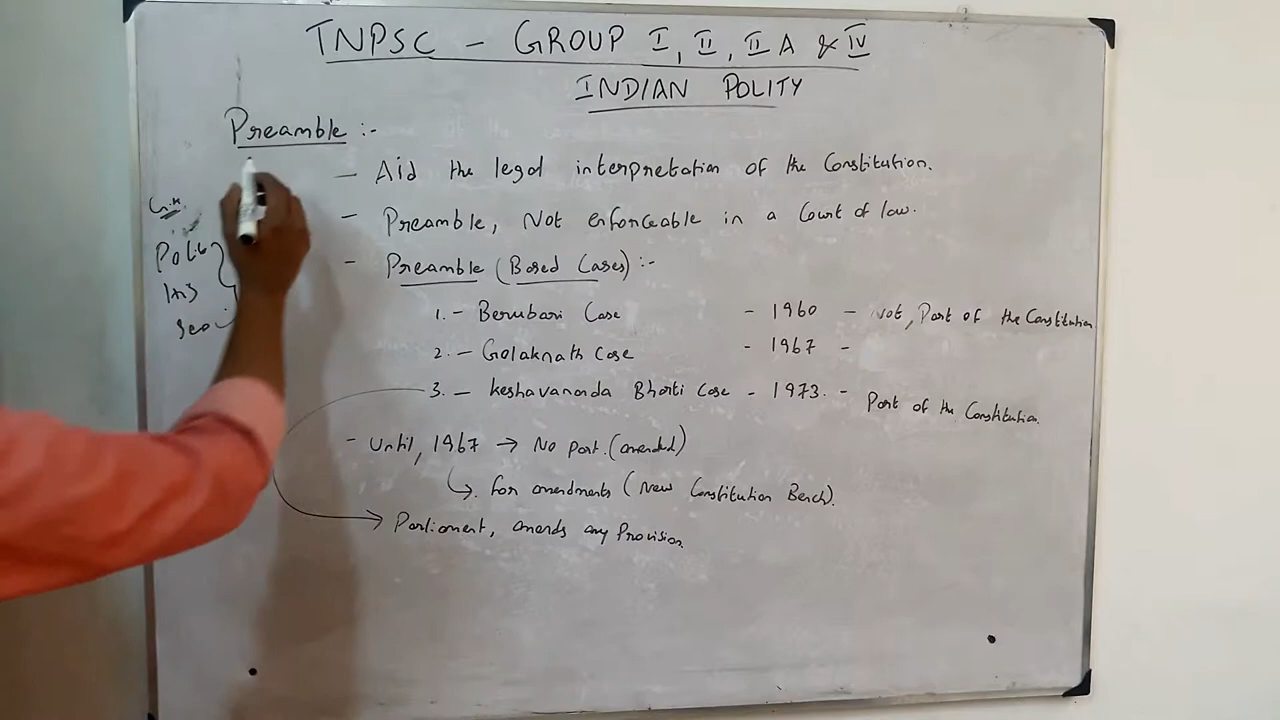 TNPSC - GROUP I, II, II A & IV
INDIAN POLITY
Preamble :-
- Aid the legal interpretation of the Constitution.
- Preamble, Not enforceable in a Court of law.
- Preamble (Based Cases) :-
1. - Berubari Case - 1960 - Not, Part of the Constitution
2. - Golaknath Case - 1967 -
3. - Keshavananda Bharti Case - 1973. - Part of the Constitution.
- Until, 1967 → No part. (amended)
↳. For amendments (New Constitution Bench).
→ Parliament, amends any Provision.